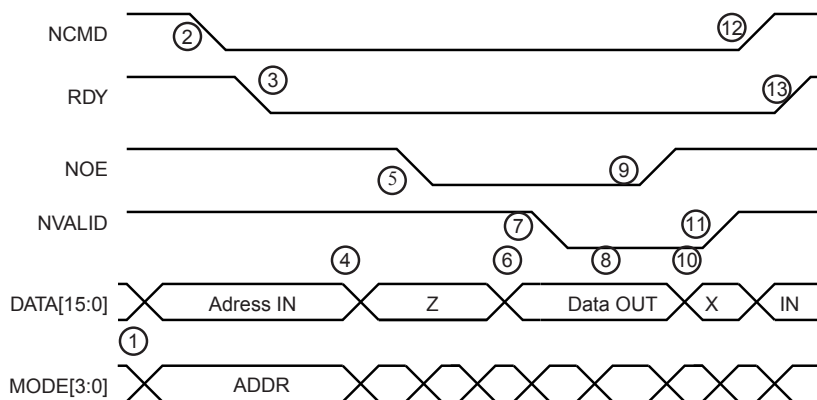 NCMD
2
12
RDY
3
13
NOE
5
9
NVALID
7
11
4
6
8
10
DATA[15:0]
Adress IN
Z
Data OUT
X
IN
1
MODE[3:0]
ADDR